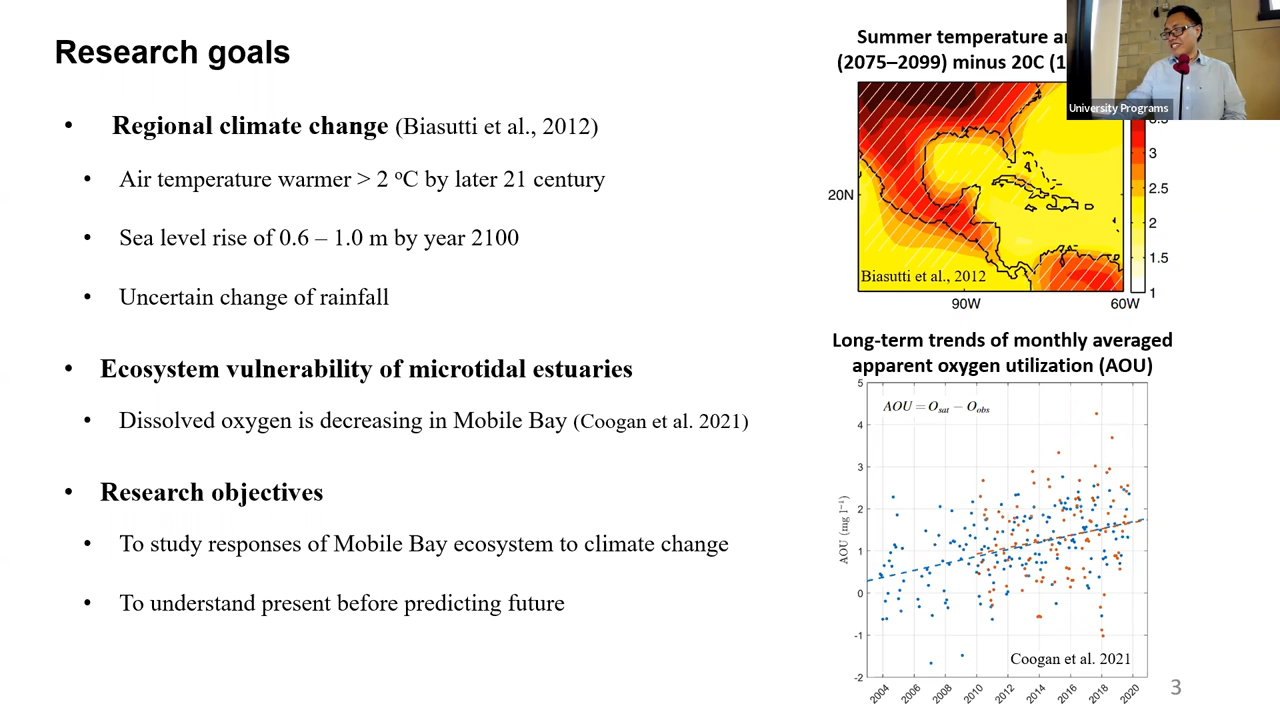 Research goals
• Regional climate change (Biasutti et al., 2012)
• Air temperature warmer > 2 °C by later 21 century
• Sea level rise of 0.6 – 1.0 m by year 2100
• Uncertain change of rainfall
• Ecosystem vulnerability of microtidal estuaries
• Dissolved oxygen is decreasing in Mobile Bay (Coogan et al. 2021)
• Research objectives
• To study responses of Mobile Bay ecosystem to climate change
• To understand present before predicting future
Summer temperature
(2075–2099) minus 20C (1
University Programs
3
2.5
20N
2
1.5
Biasutti et al., 2012
1
90W 60W
Long-term trends of monthly averaged
apparent oxygen utilization (AOU)
AOU = Osat − Oobs
AOU (mg l⁻¹)
5
4
3
2
1
0
-1
-2
Coogan et al. 2021
2004 2006 2008 2010 2012 2014 2016 2018 2020
3